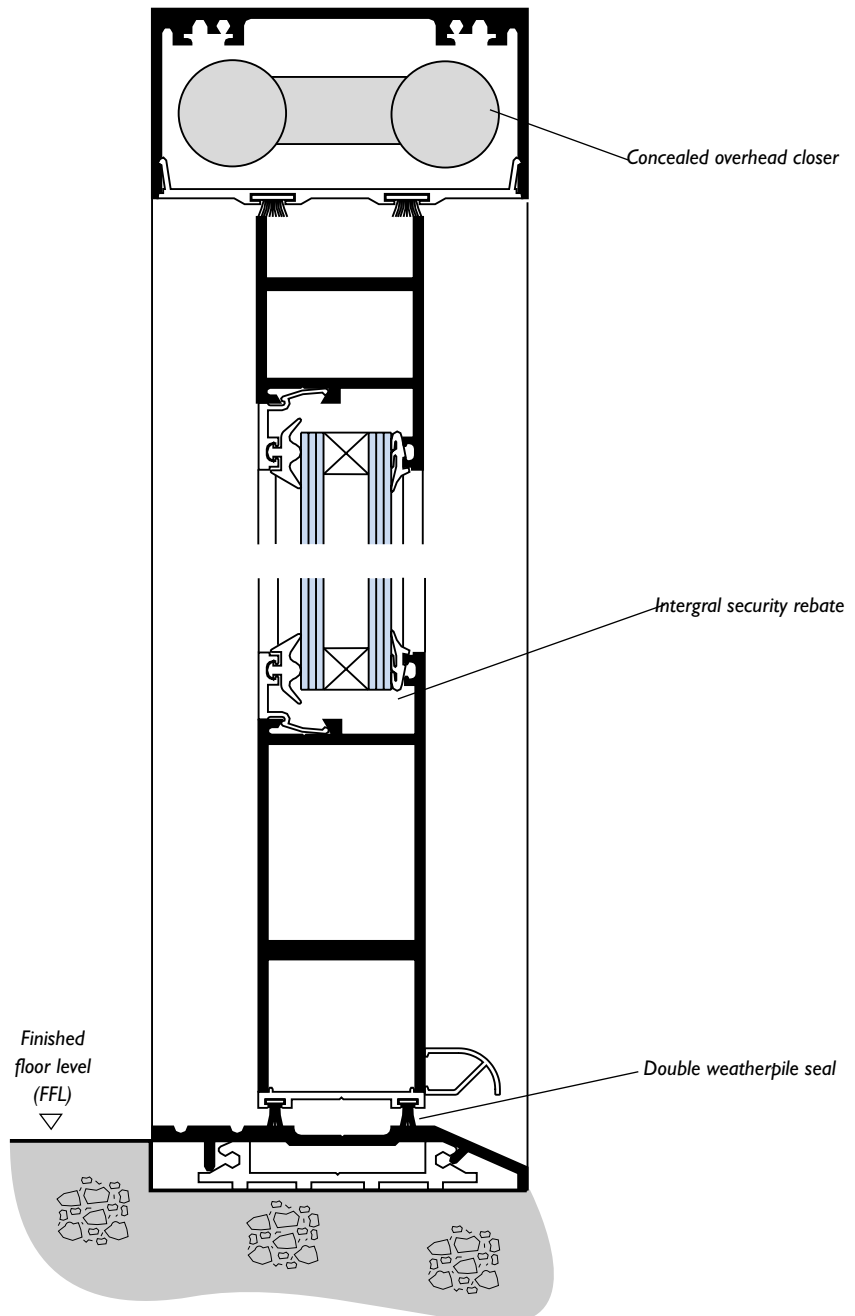 Concealed overhead closer
Intergral security rebate
Finished
floor level
(FFL)
Double weatherpile seal